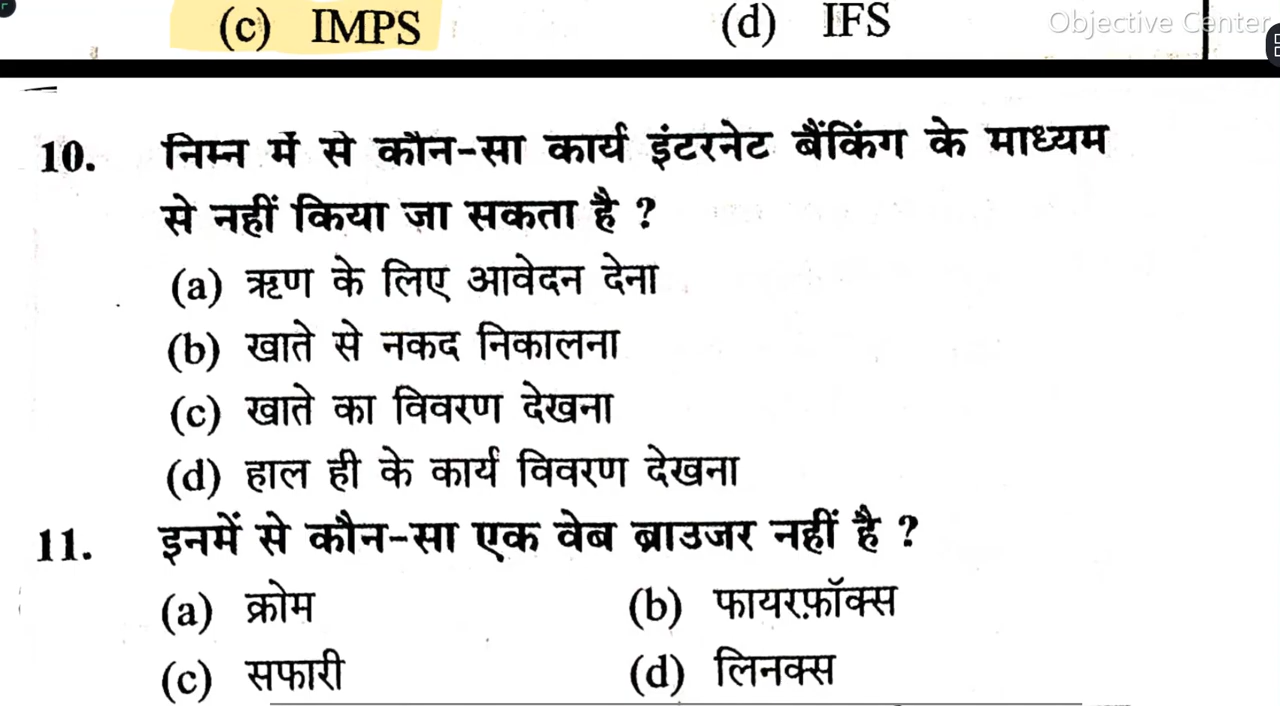 (c) IMPS (d) IFS Objective Center
10. निम्न में से कौन-सा कार्य इंटरनेट बैंकिंग के माध्यम
से नहीं किया जा सकता है ?
(a) ऋण के लिए आवेदन देना
(b) खाते से नकद निकालना
(c) खाते का विवरण देखना
(d) हाल ही के कार्य विवरण देखना
11. इनमें से कौन-सा एक वेब ब्राउजर नहीं है ?
(a) क्रोम (b) फायरफ़ॉक्स
(c) सफारी (d) लिनक्स